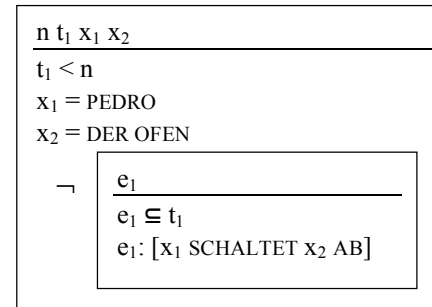 n t₁ x₁ x₂
t₁ < n
x₁ = PEDRO
x₂ = DER OFEN
¬ e₁
e₁ ⊆ t₁
e₁: [x₁ SCHALTET x₂ AB]